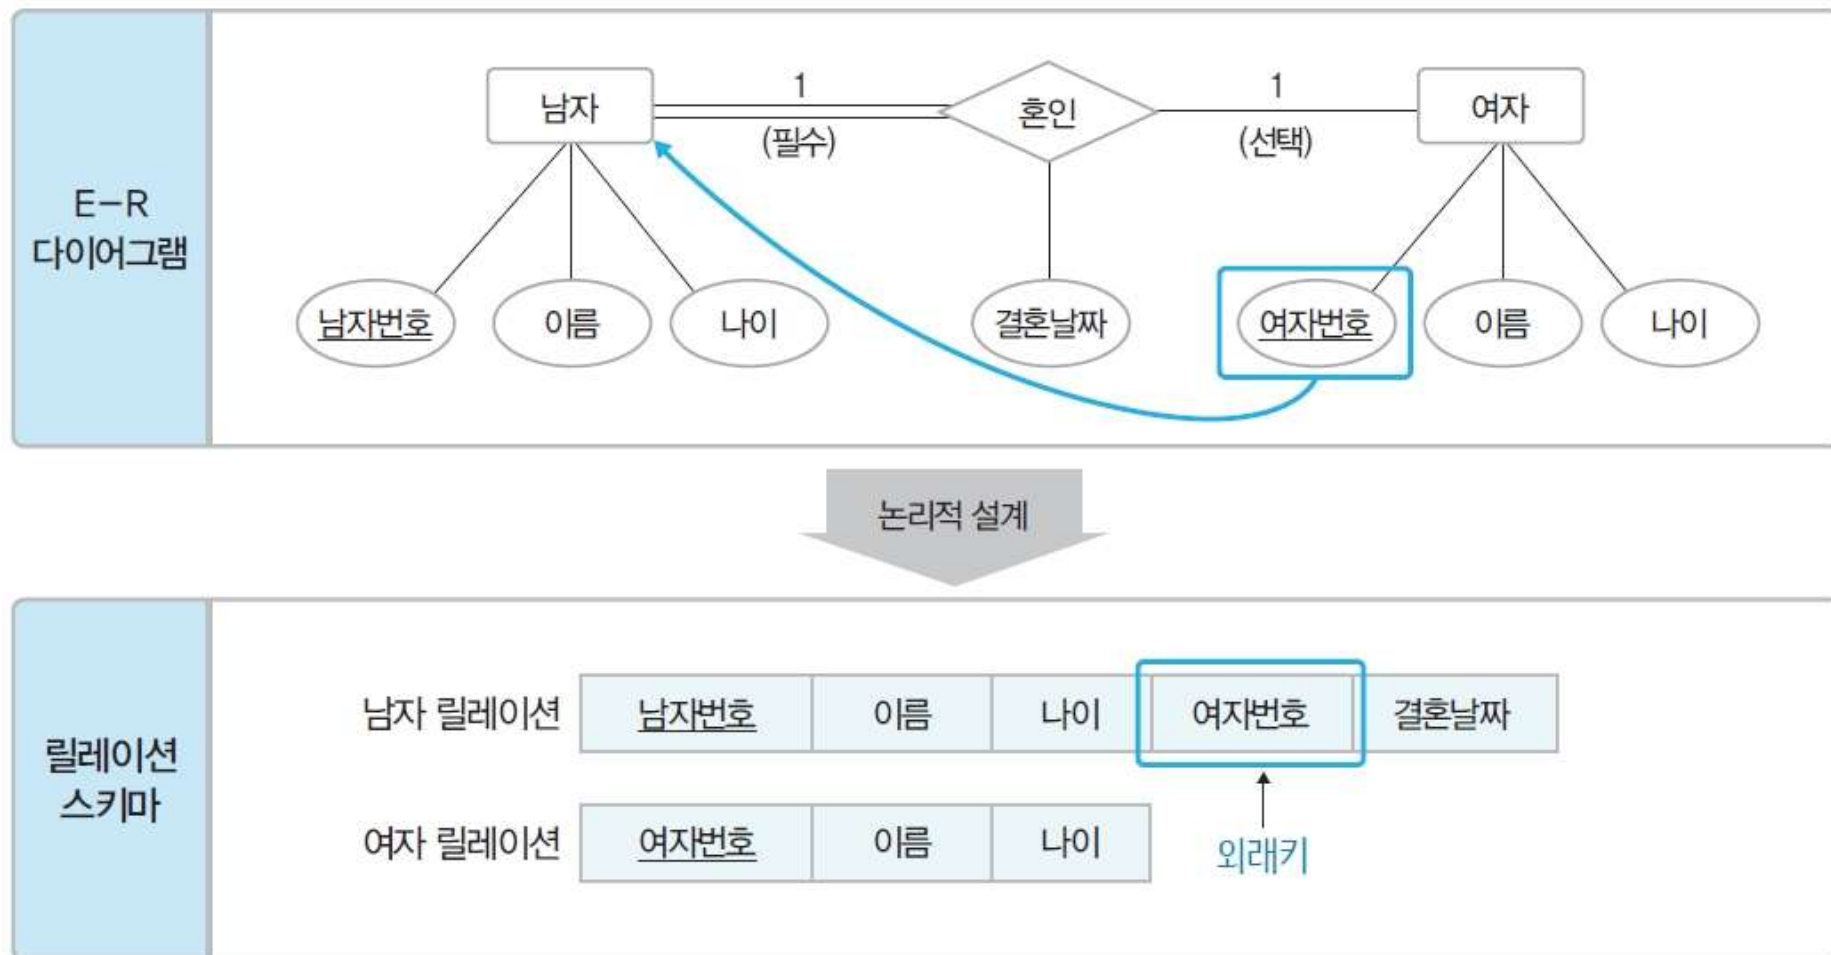 E-R
다이어그램
남자
1
(필수)
혼인
1
(선택)
여자
남자번호
이름
나이
결혼날짜
여자번호
이름
나이
논리적 설계
릴레이션
스키마
남자 릴레이션 남자번호 이름 나이 여자번호 결혼날짜
여자 릴레이션 여자번호 이름 나이
외래키